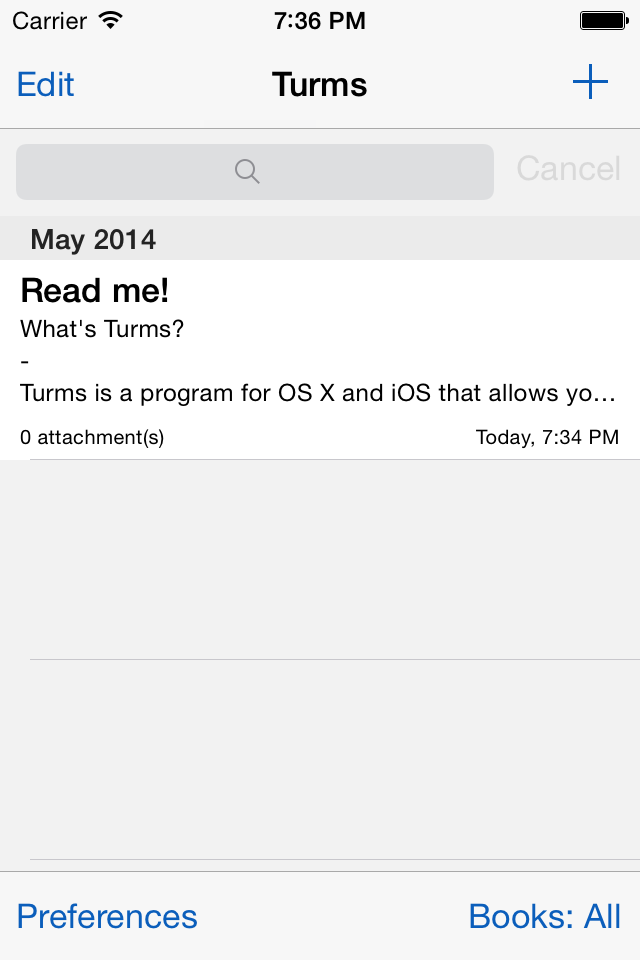 Carrier 7:36 PM
Edit Turms
Cancel
May 2014
Read me!
What's Turms?
-
Turms is a program for OS X and iOS that allows yo...
0 attachment(s) Today, 7:34 PM
Preferences Books: All